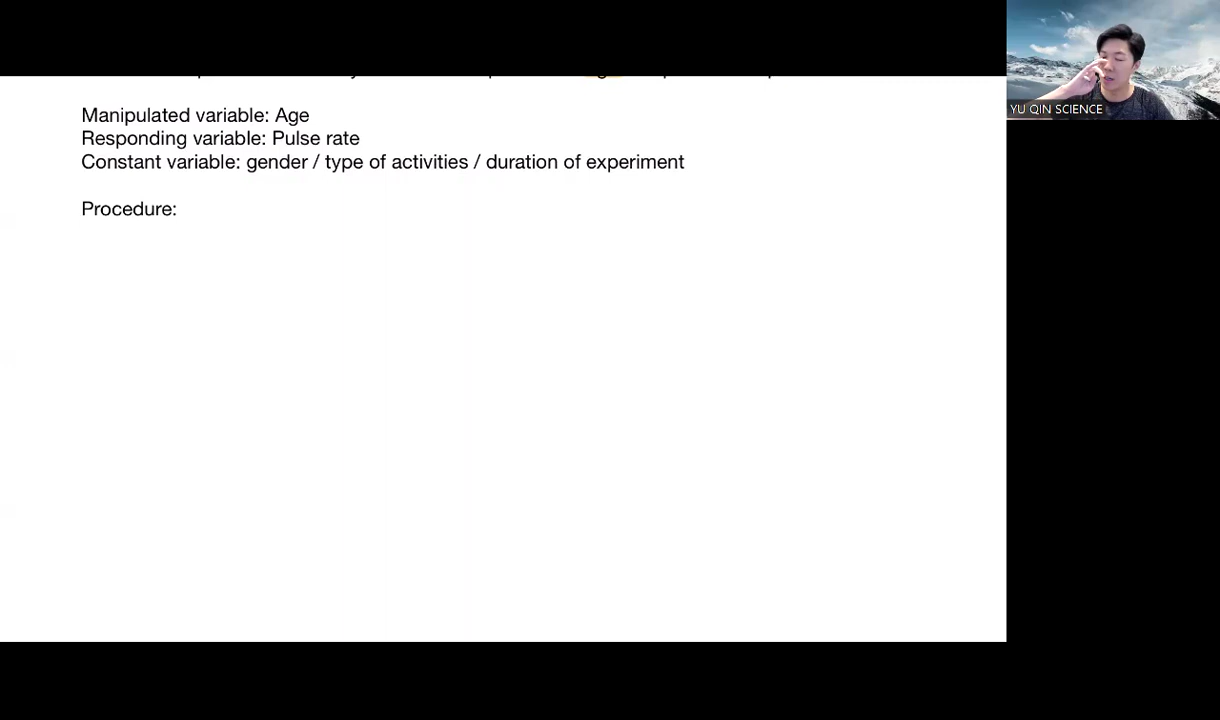 Manipulated variable: Age
Responding variable: Pulse rate
Constant variable: gender / type of activities / duration of experiment
Procedure:
YU QIN SCIENCE